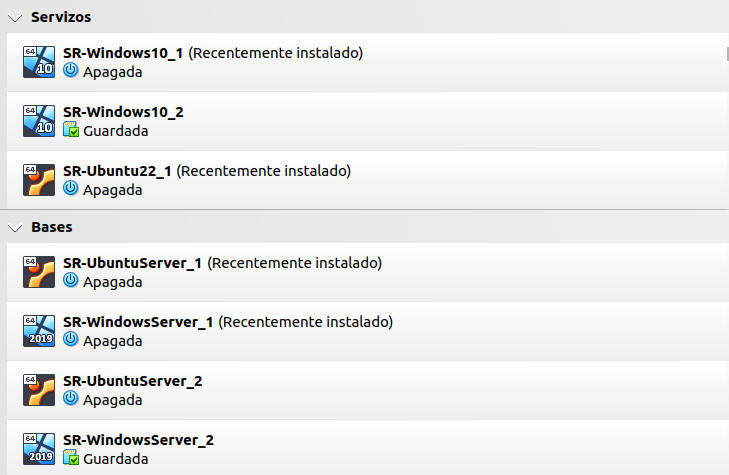 Servizos
64
10
SR-Windows10_1 (Recentemente instalado)
Apagada
64
10
SR-Windows10_2
Guardada
64
SR-Ubuntu22_1 (Recentemente instalado)
Apagada
Bases
64
SR-UbuntuServer_1 (Recentemente instalado)
Apagada
64
2019
SR-WindowsServer_1 (Recentemente instalado)
Apagada
64
SR-UbuntuServer_2
Apagada
64
2019
SR-WindowsServer_2
Guardada